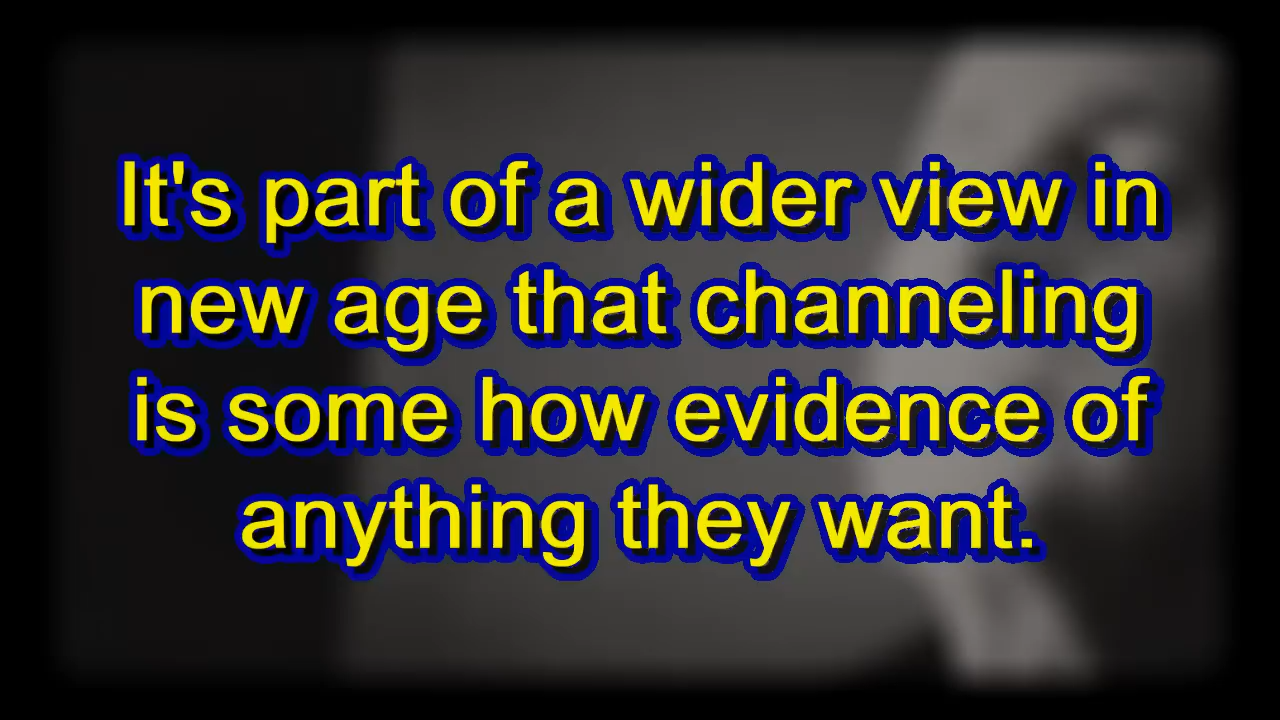 It's part of a wider view in
new age that channeling
is some how evidence of
anything they want.